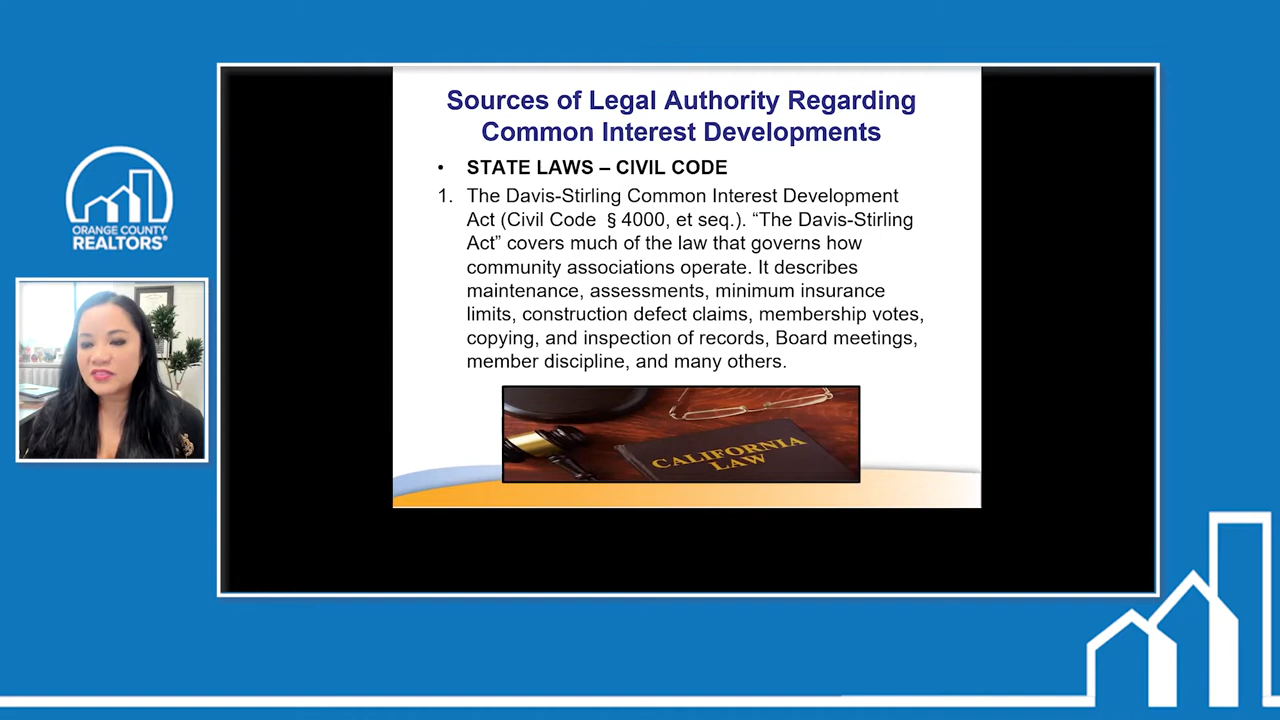 Sources of Legal Authority Regarding
Common Interest Developments
• STATE LAWS – CIVIL CODE
1. The Davis-Stirling Common Interest Development
Act (Civil Code § 4000, et seq.). “The Davis-Stirling
Act” covers much of the law that governs how
community associations operate. It describes
maintenance, assessments, minimum insurance
limits, construction defect claims, membership votes,
copying, and inspection of records, Board meetings,
member discipline, and many others.
CALIFORNIA
LAW
ORANGE COUNTY
REALTORS®